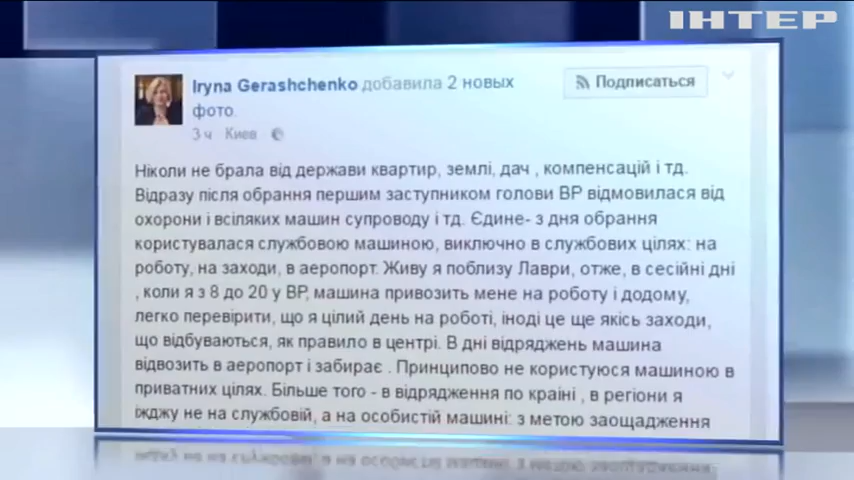 ІНТЕР
Iryna Gerashchenko добавила 2 новых
фото.
Подписаться
3 ч Киев
Ніколи не брала від держави квартир, землі, дач , компенсацій і тд.
Відразу після обрання першим заступником голови ВР відмовилася від
охорони і всіляких машин супроводу і тд. Єдине- з дня обрання
користувалася службовою машиною, виключно в службових цілях: на
роботу, на заходи, в аеропорт. Живу я поблизу Лаври, отже, в сесійні дні
, коли я з 8 до 20 у ВР, машина привозить мене на роботу і додому,
легко перевірити, що я цілий день на роботі, іноді це ще якісь заходи,
що відбуваються, як правило в центрі. В дні відряджень машина
відвозить в аеропорт і забирає . Принципово не користуюся машиною в
приватних цілях. Більше того - в відрядження по країні , в регіони я
їжджу не на службовій, а на особистій машині: з метою заощадження